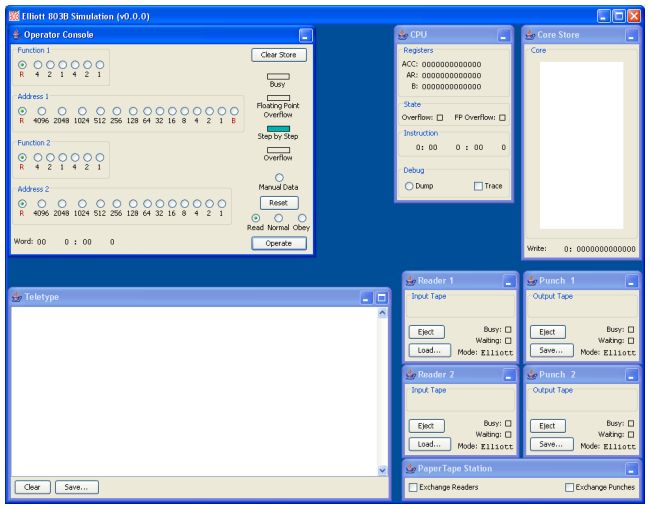 Elliott 803B Simulation (v0.0.0)
Operator Console
Function 1
R 4 2 1 4 2 1
Address 1
R 4096 2048 1024 512 256 128 64 32 16 8 4 2 1 B
Function 2
R 4 2 1 4 2 1
Address 2
R 4096 2048 1024 512 256 128 64 32 16 8 4 2 1
Word: 00 0 : 00 0
Clear Store
Busy
Floating Point
Overflow
Step by Step
Overflow
Manual Data
Reset
Read Normal Obey
Operate
CPU
Registers
ACC: 0000000000000
AR: 0000000000000
B: 0000000000000
State
Overflow: FP Overflow:
Instruction
0: 00 0 : 00 0
Debug
Dump Trace
Core Store
Core
Write: 0: 0000000000000
Teletype
Clear Save...
Reader 1
Input Tape
Eject Busy:
Waiting:
Load... Mode: Elliott
Punch 1
Output Tape
Eject Busy:
Waiting:
Save... Mode: Elliott
Reader 2
Input Tape
Eject Busy:
Waiting:
Load... Mode: Elliott
Punch 2
Output Tape
Eject Busy:
Waiting:
Save... Mode: Elliott
PaperTape Station
Exchange Readers Exchange Punches